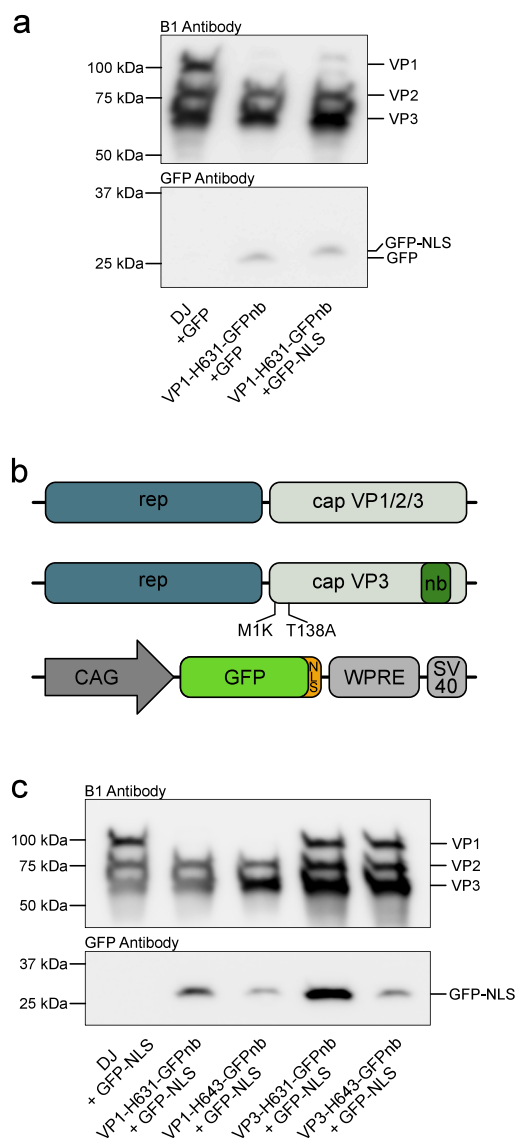 a
B1 Antibody
100 kDa
VP1
75 kDa
VP2
VP3
50 kDa
GFP Antibody
37 kDa
GFP-NLS
GFP
25 kDa
DJ
+GFP
VP1-H631-GFPnb
+GFP
VP1-H631-GFPnb
+GFP-NLS
b
rep
cap VP1/2/3
rep
cap VP3
nb
M1K
T138A
CAG
GFP
NLS
WPRE
SV
40
c
B1 Antibody
100 kDa
VP1
75 kDa
VP2
VP3
50 kDa
GFP Antibody
37 kDa
25 kDa
GFP-NLS
DJ
+ GFP-NLS
VP1-H631-GFPnb
+ GFP-NLS
VP1-H643-GFPnb
+ GFP-NLS
VP3-H631-GFPnb
+ GFP-NLS
VP3-H643-GFPnb
+ GFP-NLS